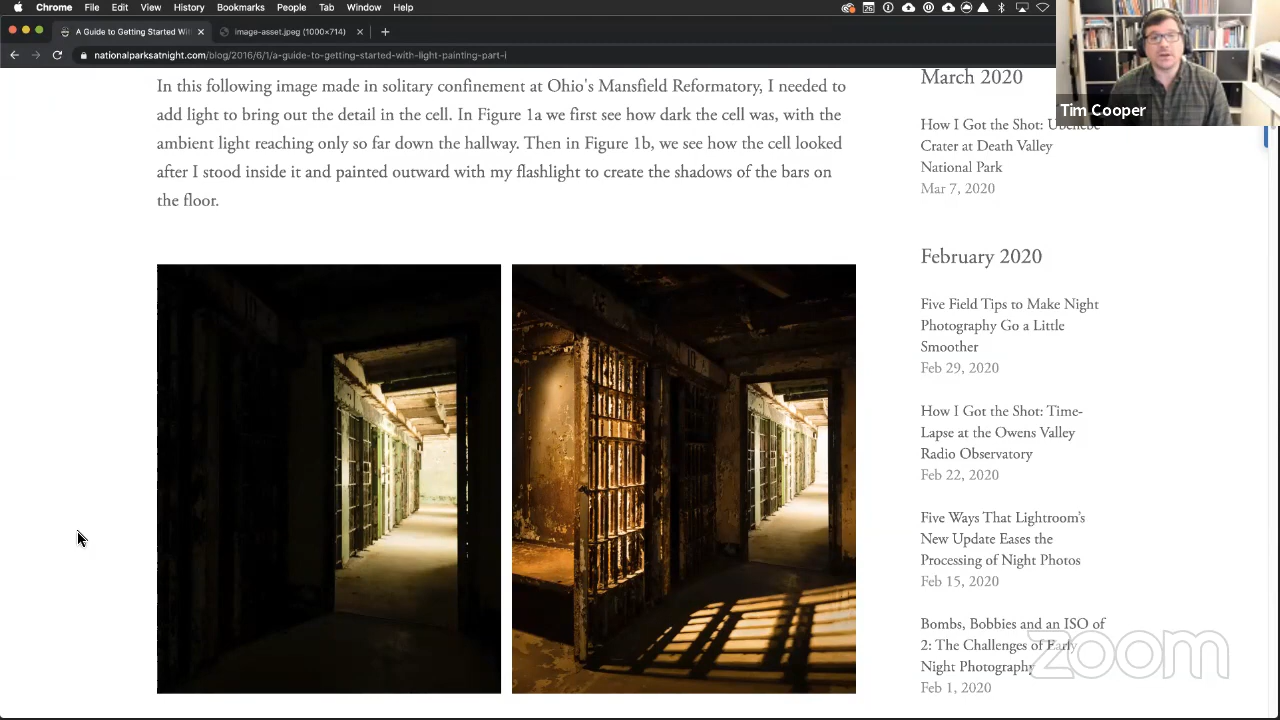 Chrome File Edit View History Bookmarks People Tab Window Help
A Guide to Getting Started Wit
image-asset.jpeg (1000×714)
nationalparksatnight.com/blog/2016/6/1/a-guide-to-getting-started-with-light-painting-part-i
In this following image made in solitary confinement at Ohio's Mansfield Reformatory, I needed to
add light to bring out the detail in the cell. In Figure 1a we first see how dark the cell was, with the
ambient light reaching only so far down the hallway. Then in Figure 1b, we see how the cell looked
after I stood inside it and painted outward with my flashlight to create the shadows of the bars on
the floor.
March 2020
How I Got the Shot: Ubehebe
Crater at Death Valley
National Park
Mar 7, 2020
February 2020
Five Field Tips to Make Night
Photography Go a Little
Smoother
Feb 29, 2020
How I Got the Shot: Time-
Lapse at the Owens Valley
Radio Observatory
Feb 22, 2020
Five Ways That Lightroom’s
New Update Eases the
Processing of Night Photos
Feb 15, 2020
Bombs, Bobbies and an ISO of
2: The Challenges of Early
Night Photography
Feb 1, 2020
Tim Cooper
zoom